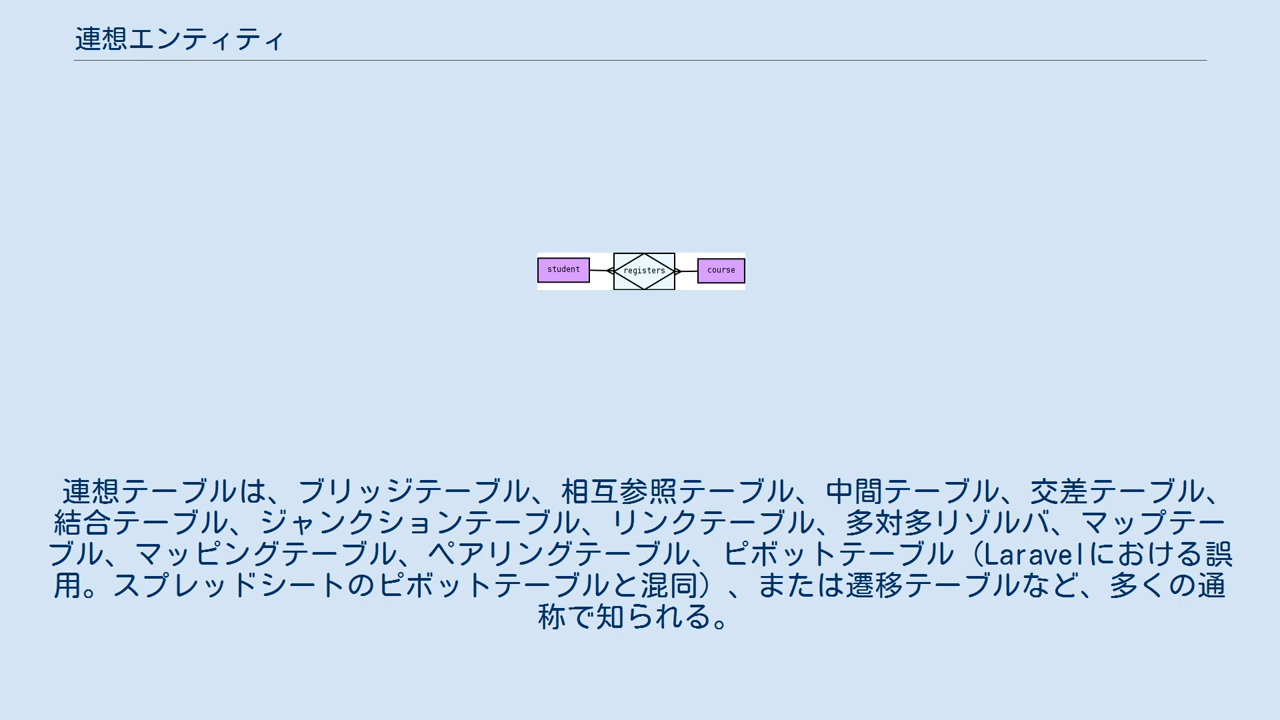 連想エンティティ
student
registers
course
連想テーブルは、ブリッジテーブル、相互参照テーブル、中間テーブル、交差テーブル、
結合テーブル、ジャンクションテーブル、リンクテーブル、多対多リゾルバ、マップテー
ブル、マッピングテーブル、ペアリングテーブル、ピボットテーブル（Laravelにおける誤
用。スプレッドシートのピボットテーブルと混同）、または遷移テーブルなど、多くの通
称で知られる。